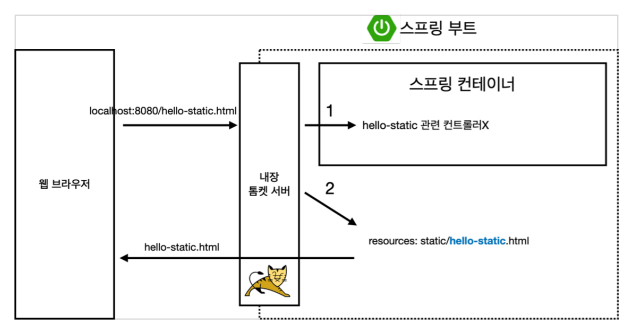 스프링 부트
스프링 컨테이너
localhost:8080/hello-static.html
1
hello-static 관련 컨트롤러X
웹 브라우저
내장
톰켓 서버
2
resources: static/hello-static.html
hello-static.html